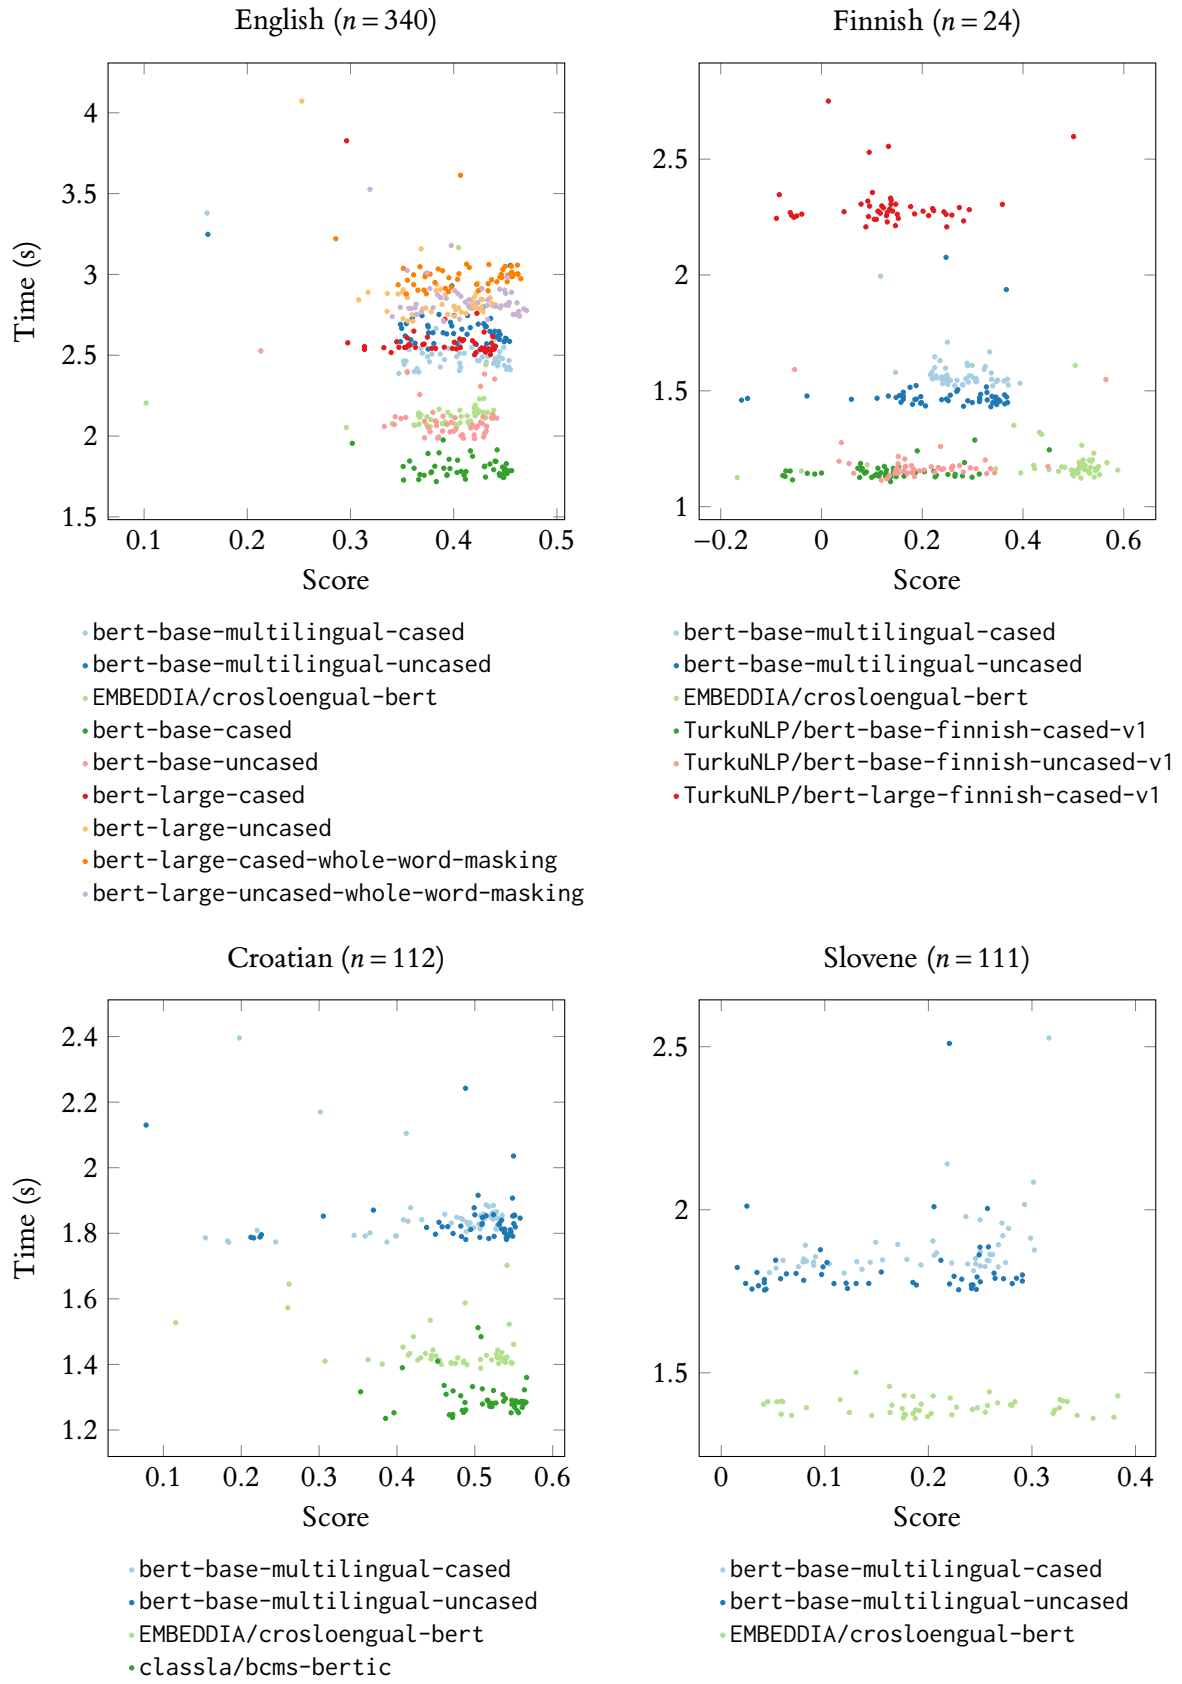 English (n = 340)
4
3.5
3
2.5
2
1.5
0.1 0.2 0.3 0.4 0.5
Time (s)
Score
bert-base-multilingual-cased
bert-base-multilingual-uncased
EMBEDDIA/crosloengual-bert
bert-base-cased
bert-base-uncased
bert-large-cased
bert-large-uncased
bert-large-cased-whole-word-masking
bert-large-uncased-whole-word-masking
Finnish (n = 24)
2.5
2
1.5
1
−0.2 0 0.2 0.4 0.6
Score
bert-base-multilingual-cased
bert-base-multilingual-uncased
EMBEDDIA/crosloengual-bert
TurkuNLP/bert-base-finnish-cased-v1
TurkuNLP/bert-base-finnish-uncased-v1
TurkuNLP/bert-large-finnish-cased-v1
Croatian (n = 112)
2.4
2.2
2
1.8
1.6
1.4
1.2
0.1 0.2 0.3 0.4 0.5 0.6
Time (s)
Score
bert-base-multilingual-cased
bert-base-multilingual-uncased
EMBEDDIA/crosloengual-bert
classla/bcms-bertic
Slovene (n = 111)
2.5
2
1.5
0 0.1 0.2 0.3 0.4
Score
bert-base-multilingual-cased
bert-base-multilingual-uncased
EMBEDDIA/crosloengual-bert